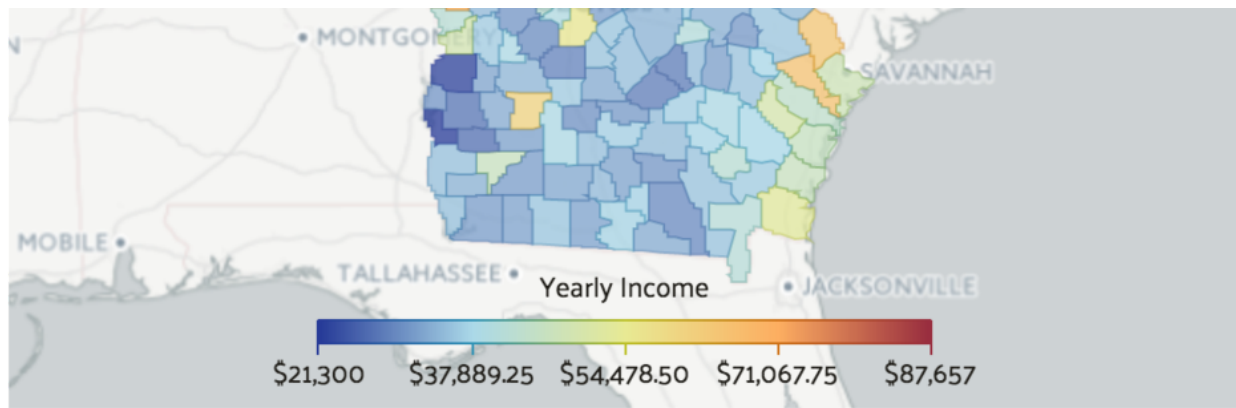 N
MONTGOMERY
SAVANNAH
MOBILE
TALLAHASSEE
JACKSONVILLE
Yearly Income
$21,300 $37,889.25 $54,478.50 $71,067.75 $87,657